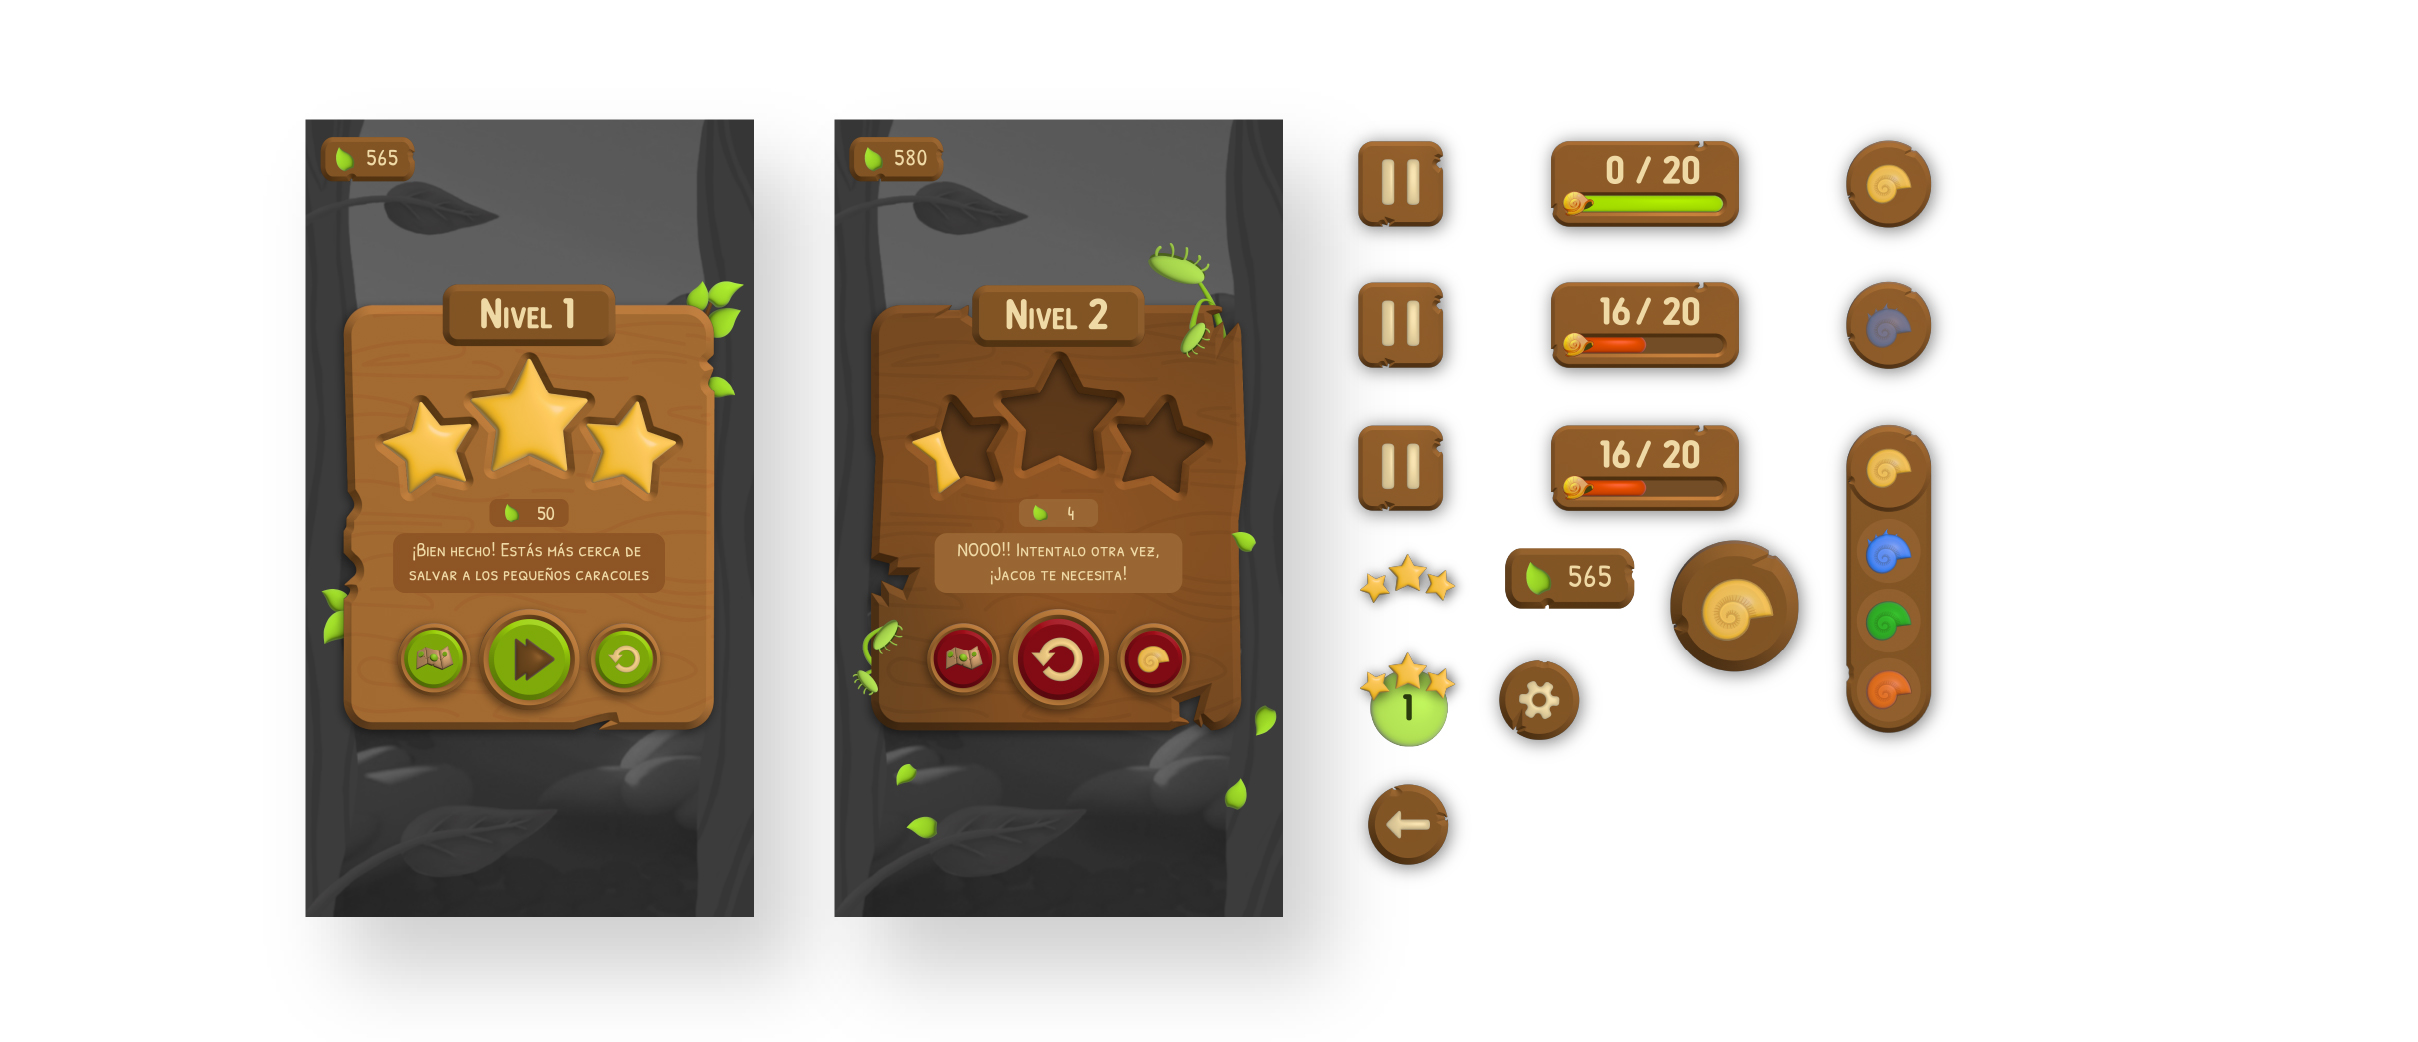 565
Nivel 1
50
¡Bien hecho! Estás más cerca de
salvar a los pequeños caracoles
580
Nivel 2
4
NOOO!! Intentalo otra vez,
¡Jacob te necesita!
0 / 20
16 / 20
16 / 20
565
1